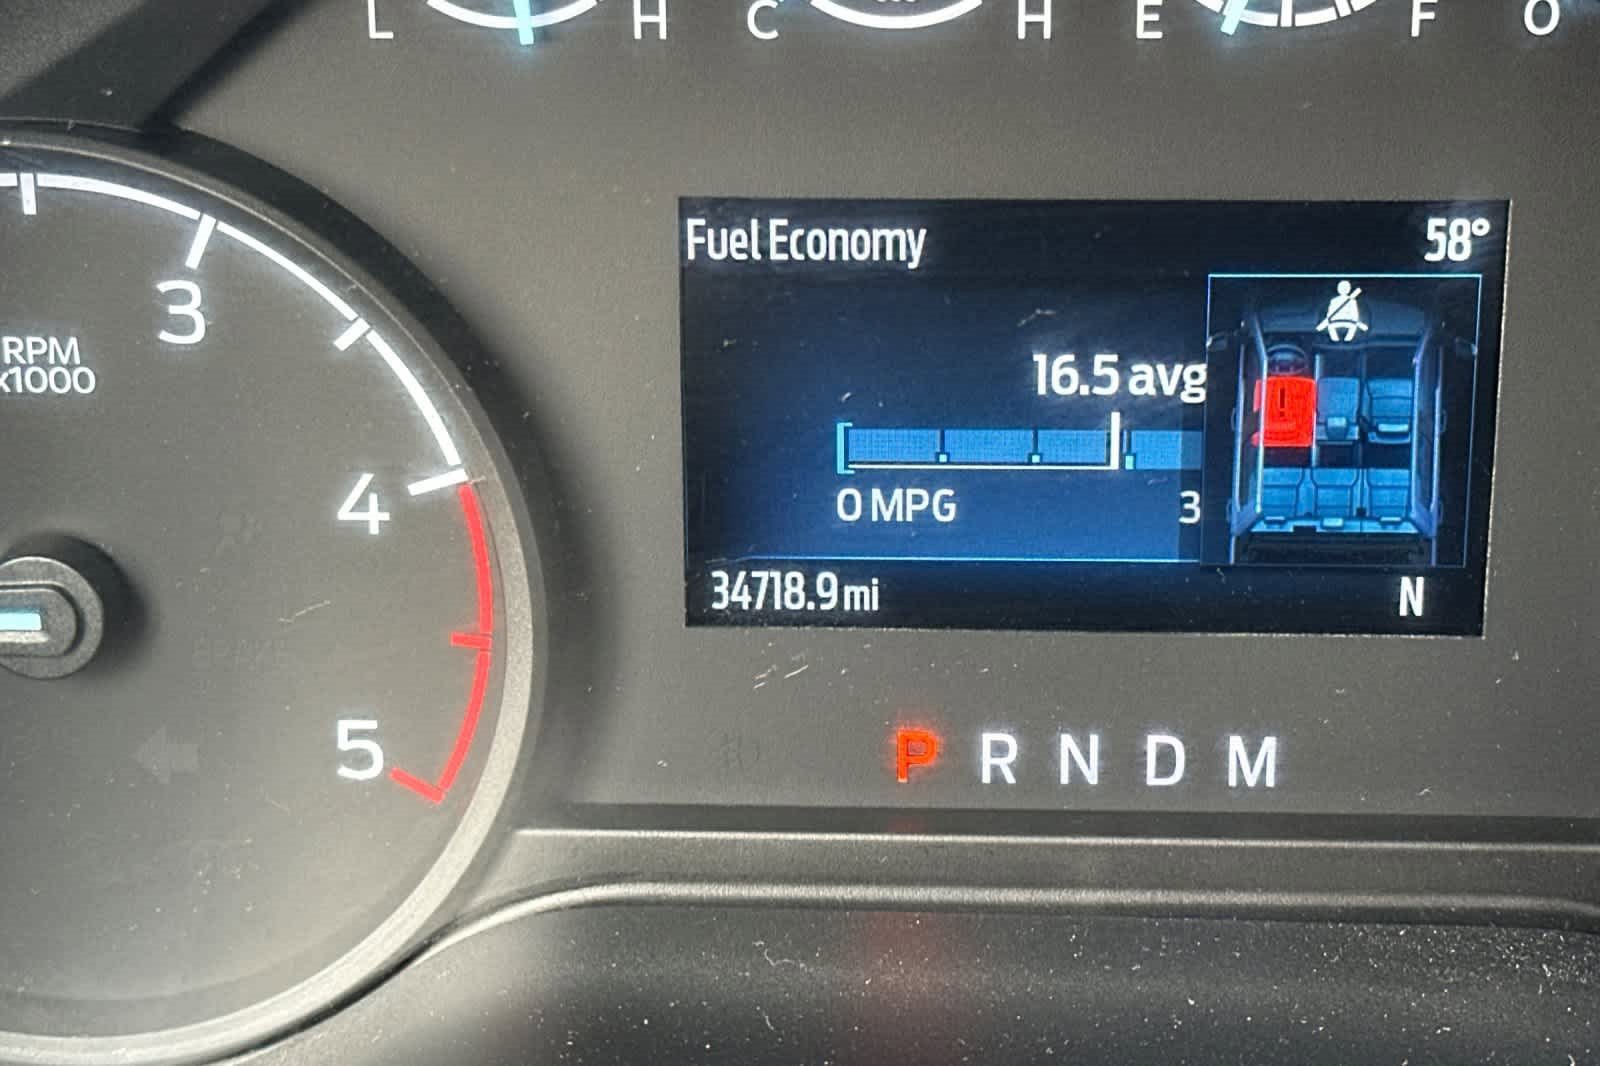 L H C H E F O
Fuel Economy 58°
3
RPM
x1000
16.5 avg
4
0 MPG 3
34718.9 mi N
5
P R N D M